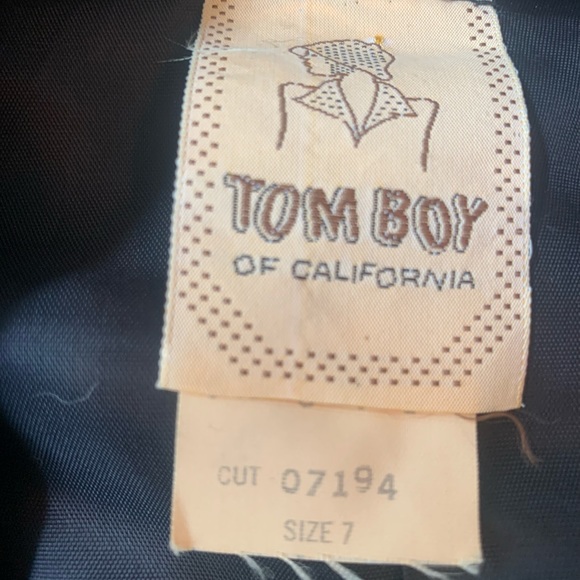 TOM BOY
OF CALIFORNIA
CUT 07194
SIZE 7